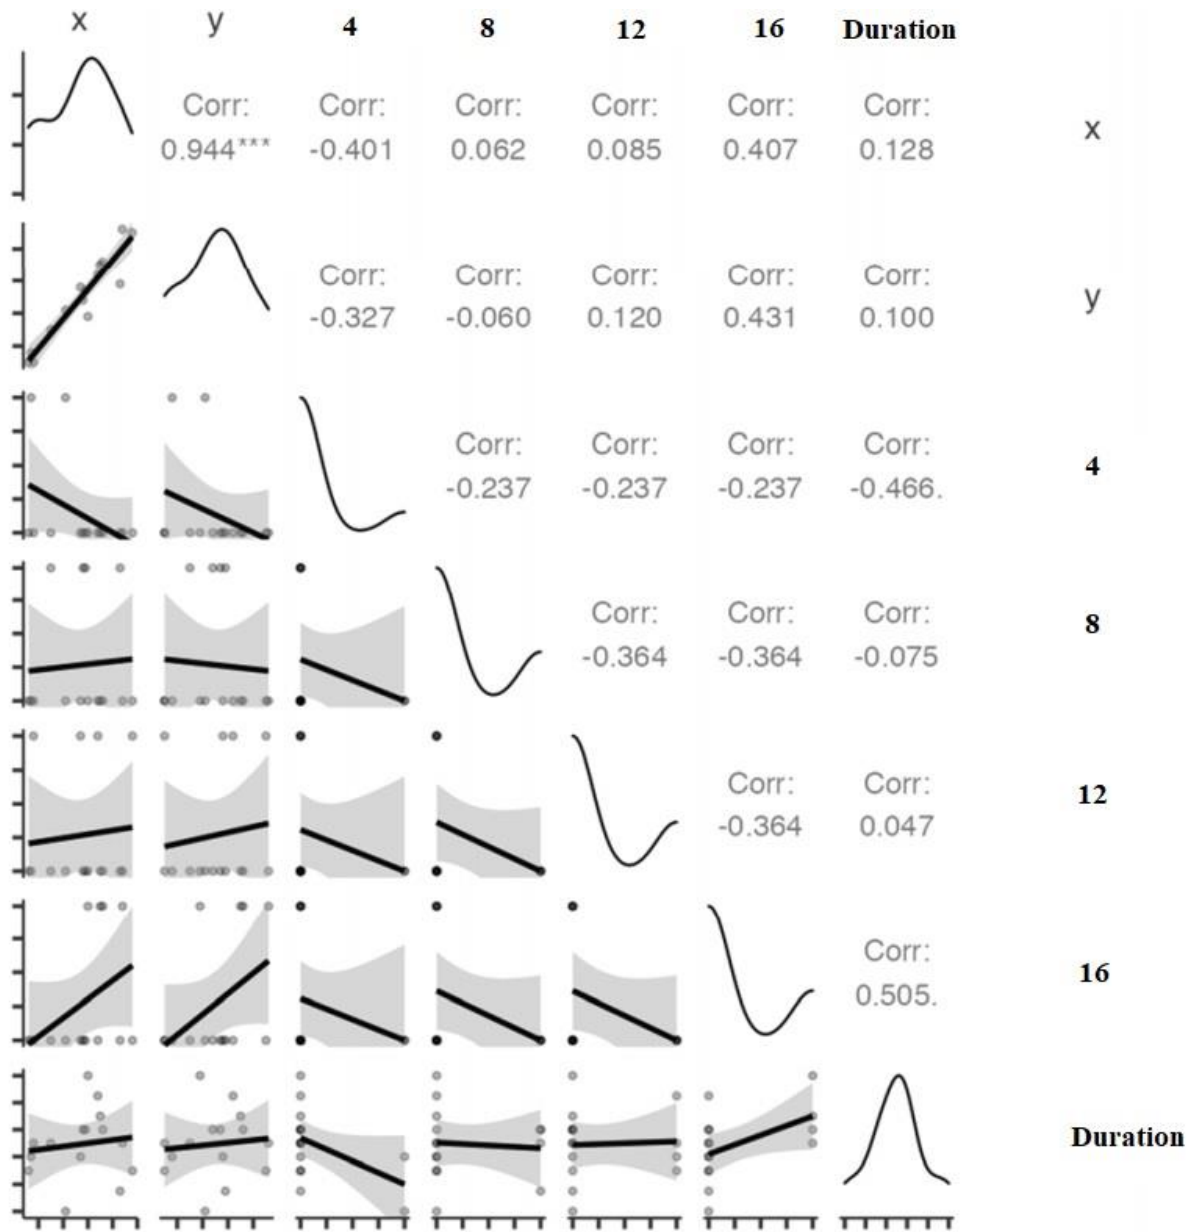 x y 4 8 12 16 Duration
Corr: Corr: Corr: Corr: Corr: Corr:
0.944*** -0.401 0.062 0.085 0.407 0.128
x
Corr: Corr: Corr: Corr: Corr:
-0.327 -0.060 0.120 0.431 0.100
y
Corr: Corr: Corr: Corr:
-0.237 -0.237 -0.237 -0.466.
4
Corr: Corr: Corr:
-0.364 -0.364 -0.075
8
Corr: Corr:
-0.364 0.047
12
Corr:
0.505.
16
Duration